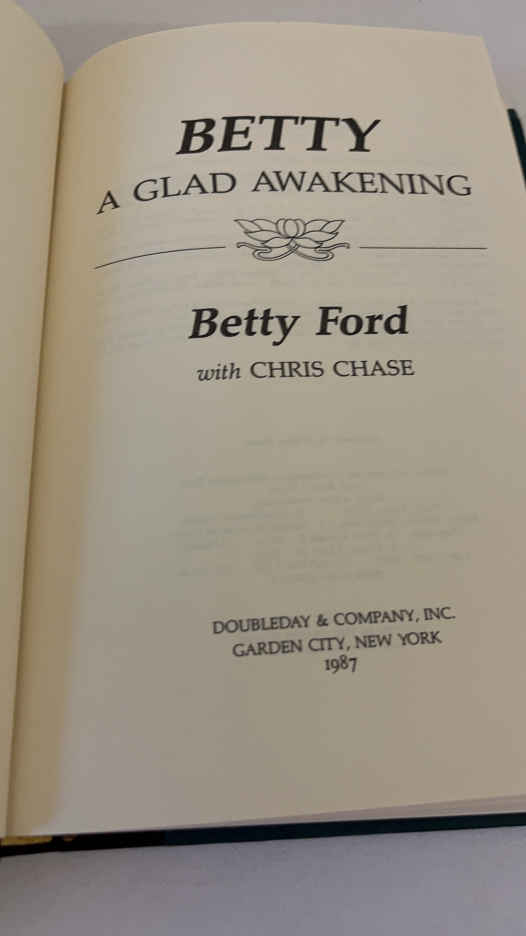 BETTY
A GLAD AWAKENING
Betty Ford
with CHRIS CHASE
DOUBLEDAY & COMPANY, INC.
GARDEN CITY, NEW YORK
1987